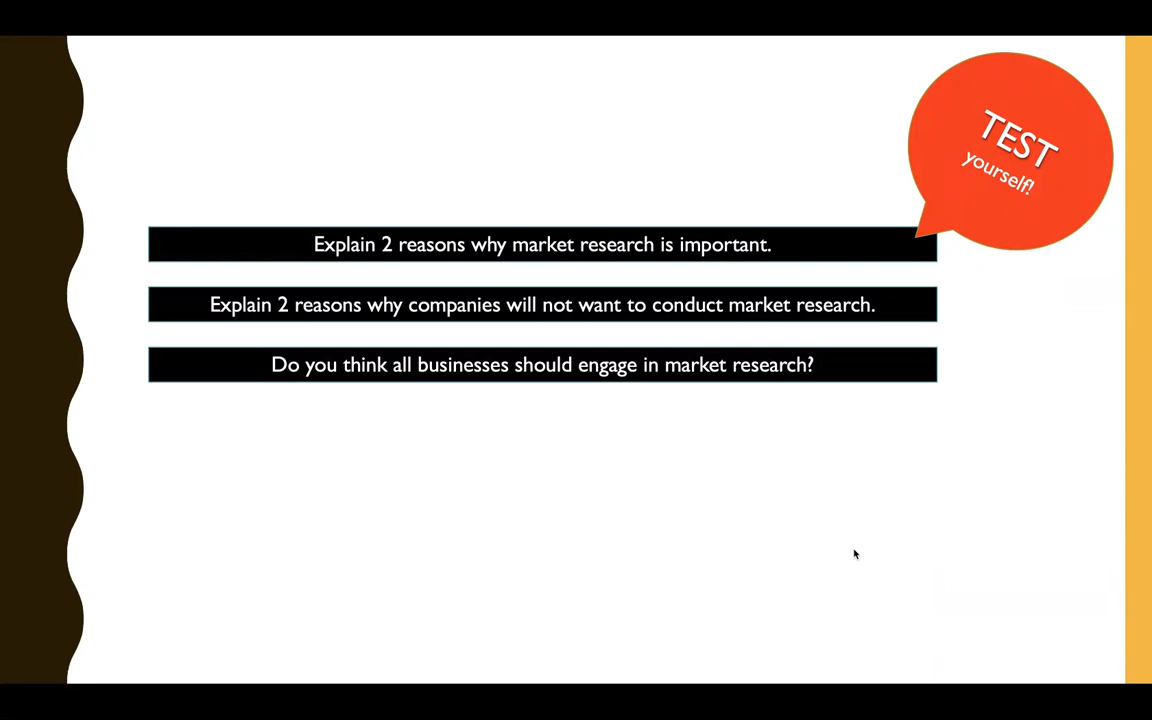 TEST
yourself!
Explain 2 reasons why market research is important.
Explain 2 reasons why companies will not want to conduct market research.
Do you think all businesses should engage in market research?